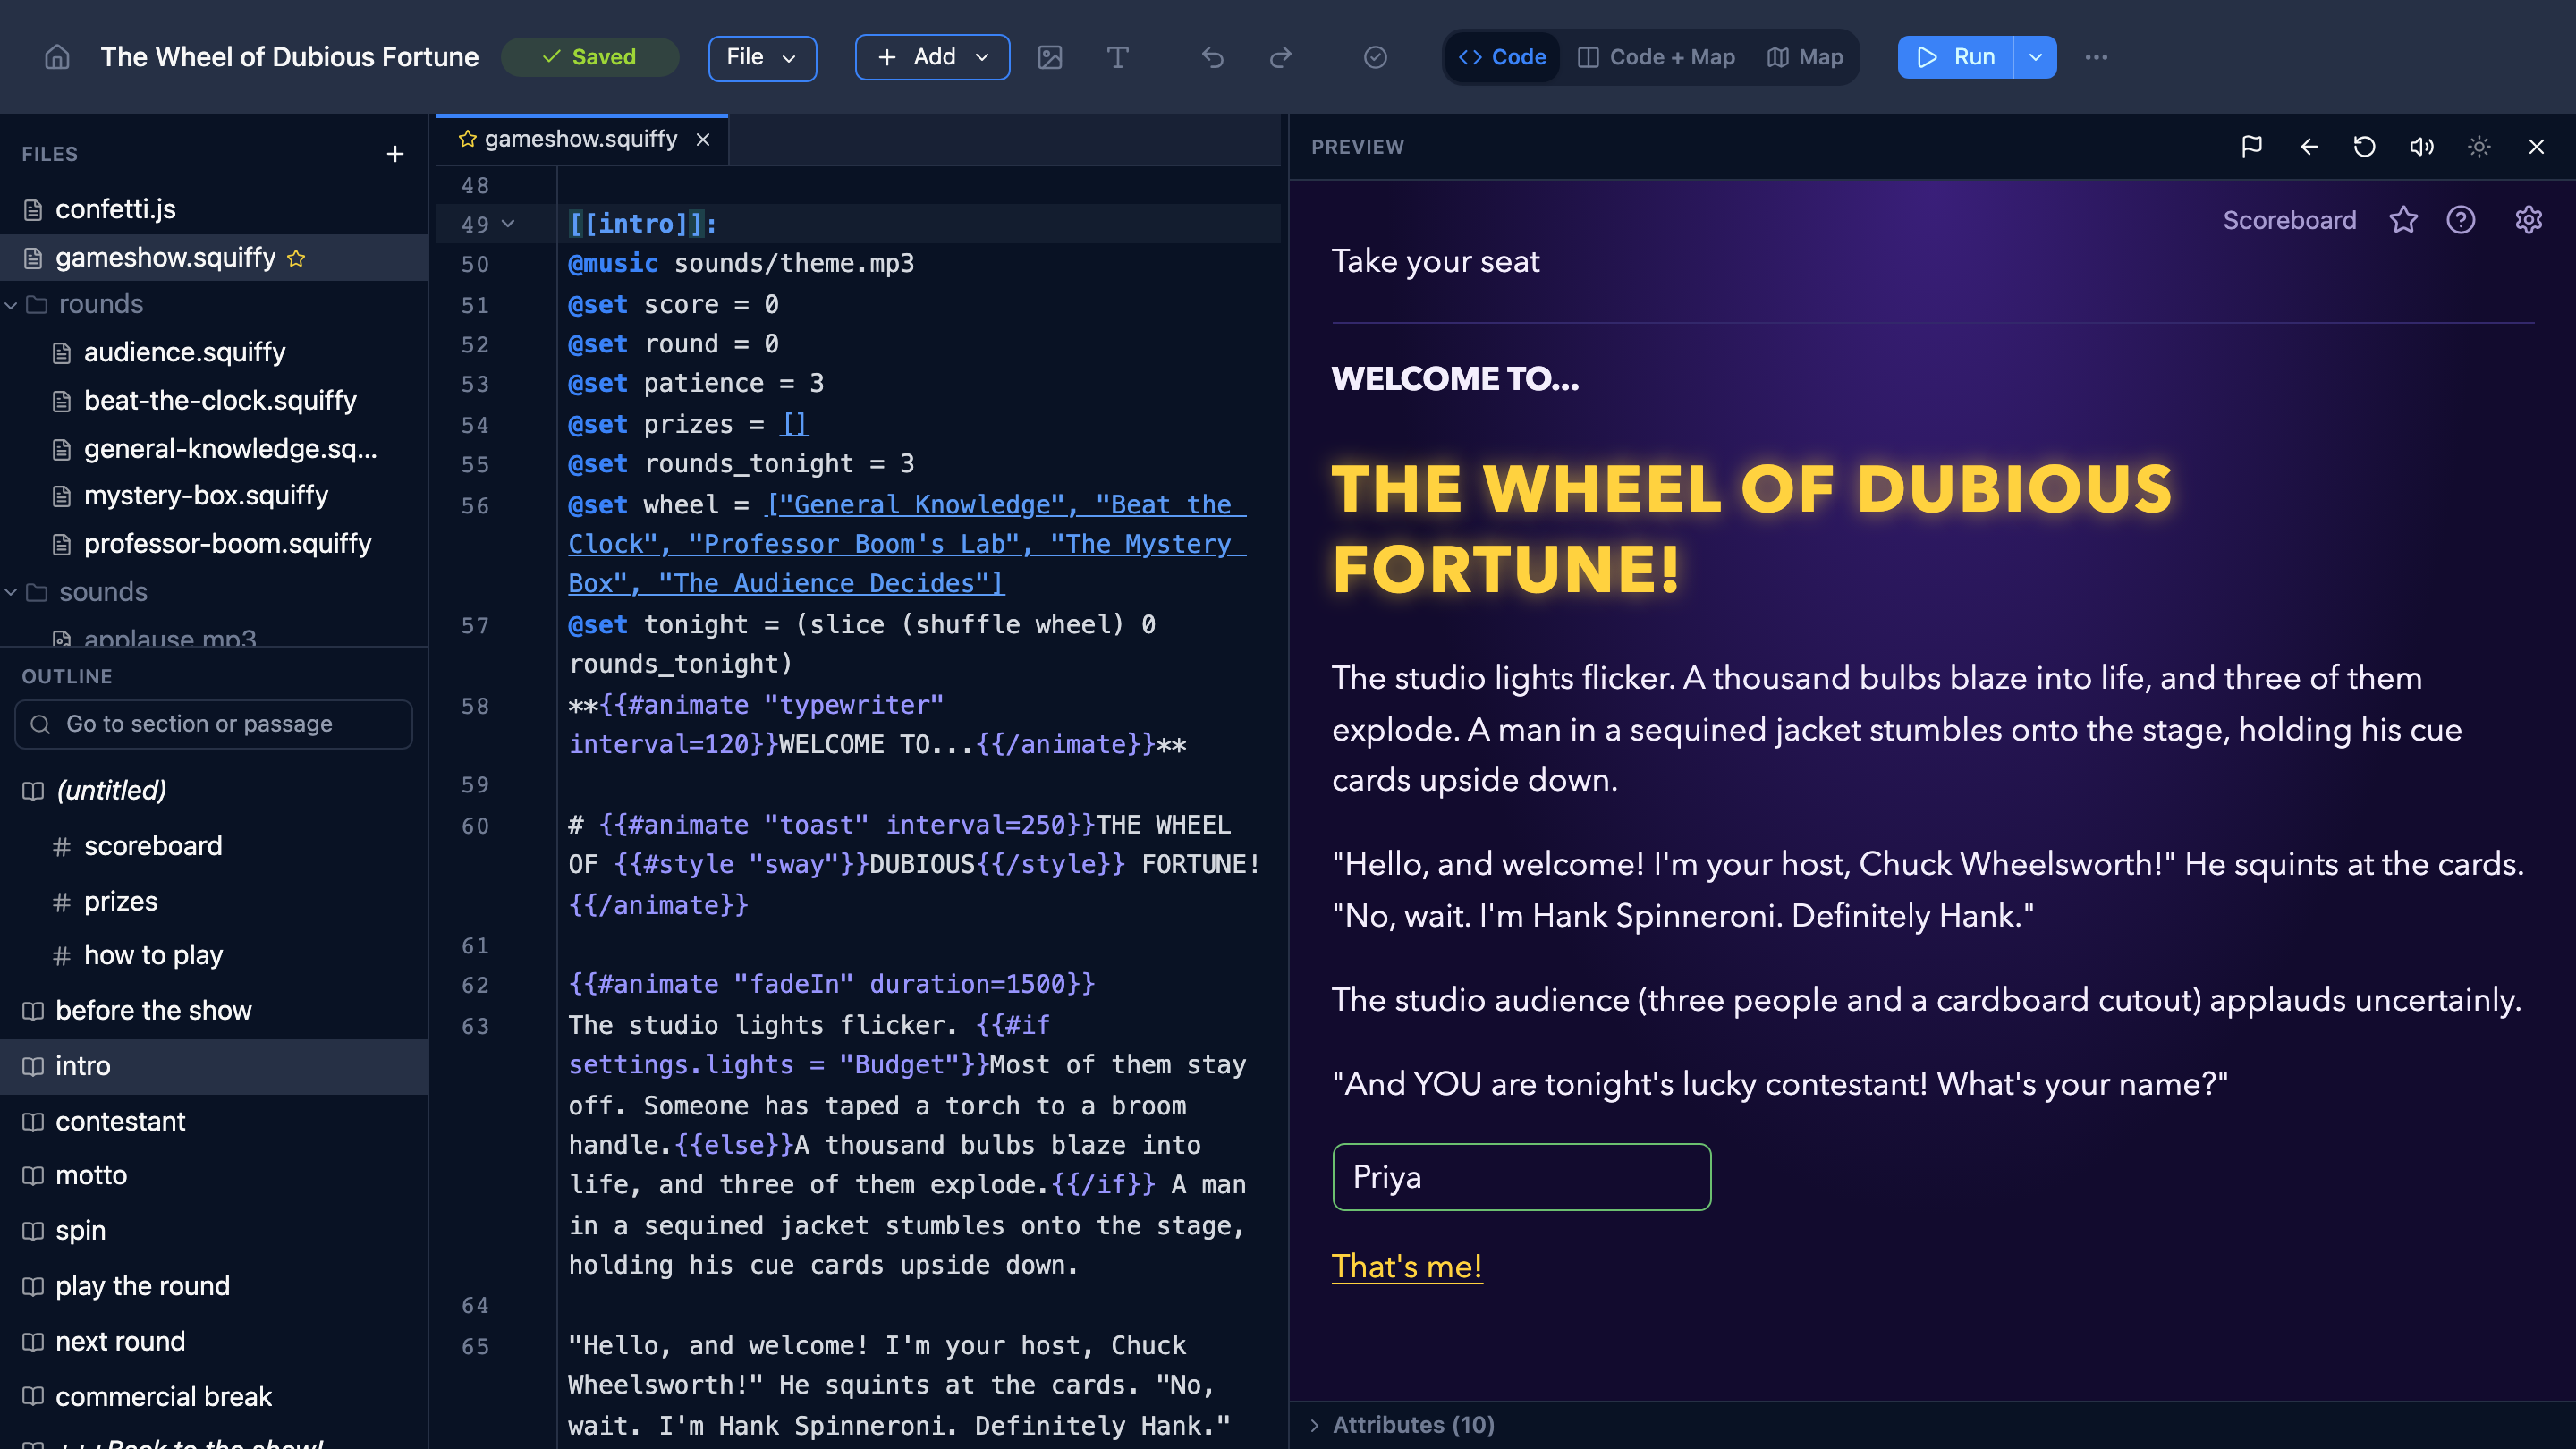 The Wheel of Dubious Fortune
Saved
File
Add
Code
Code + Map
Map
Run
FILES
confetti.js
gameshow.squiffy
rounds
audience.squiffy
beat-the-clock.squiffy
general-knowledge.sq...
mystery-box.squiffy
professor-boom.squiffy
sounds
applause.mp3
OUTLINE
Go to section or passage
(untitled)
# scoreboard
# prizes
# how to play
before the show
intro
contestant
motto
spin
play the round
next round
commercial break
gameshow.squiffy
48
49 [[intro]]:
50 @music sounds/theme.mp3
51 @set score = 0
52 @set round = 0
53 @set patience = 3
54 @set prizes = []
55 @set rounds_tonight = 3
56 @set wheel = ["General Knowledge", "Beat the
Clock", "Professor Boom's Lab", "The Mystery
Box", "The Audience Decides"]
57 @set tonight = (slice (shuffle wheel) 0
rounds_tonight)
58 **{{#animate "typewriter"
interval=120}}WELCOME TO...{{/animate}}**
59
60 # {{#animate "toast" interval=250}}THE WHEEL
OF {{#style "sway"}}DUBIOUS{{/style}} FORTUNE!
{{/animate}}
61
62 {{#animate "fadeIn" duration=1500}}
63 The studio lights flicker. {{#if
settings.lights = "Budget"}}Most of them stay
off. Someone has taped a torch to a broom
handle.{{else}}A thousand bulbs blaze into
life, and three of them explode.{{/if}} A man
in a sequined jacket stumbles onto the stage,
holding his cue cards upside down.
64
65 "Hello, and welcome! I'm your host, Chuck
Wheelsworth!" He squints at the cards. "No,
wait. I'm Hank Spinneroni. Definitely Hank."
PREVIEW
Scoreboard
Take your seat
WELCOME TO...
THE WHEEL OF DUBIOUS
FORTUNE!
The studio lights flicker. A thousand bulbs blaze into life, and three of them
explode. A man in a sequined jacket stumbles onto the stage, holding his cue
cards upside down.
"Hello, and welcome! I'm your host, Chuck Wheelsworth!" He squints at the cards.
"No, wait. I'm Hank Spinneroni. Definitely Hank."
The studio audience (three people and a cardboard cutout) applauds uncertainly.
"And YOU are tonight's lucky contestant! What's your name?"
Priya
That's me!
Attributes (10)